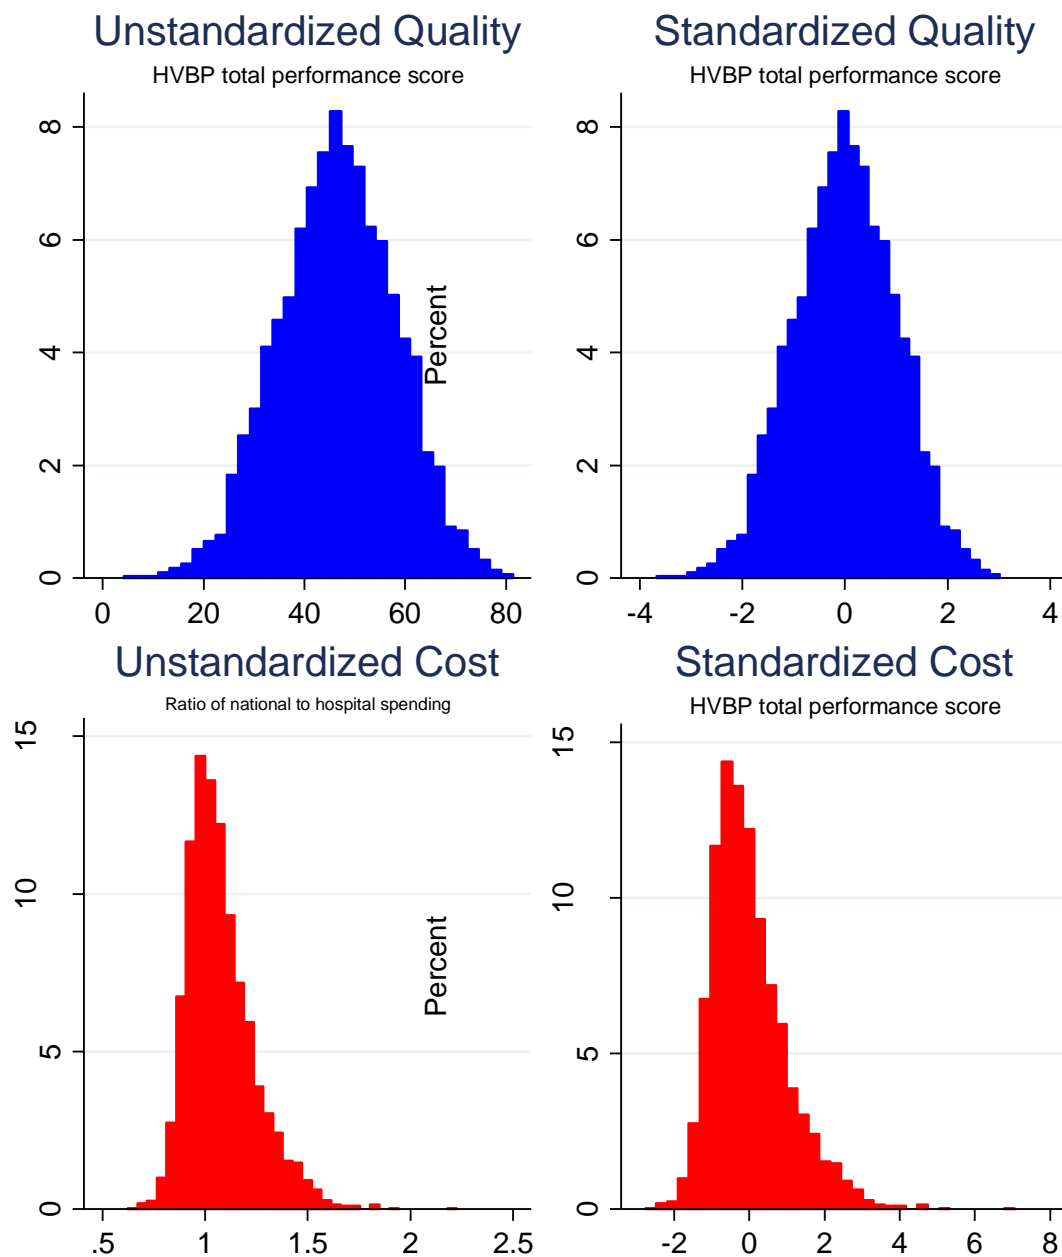 Unstandardized Quality
HVBP total performance score
8
6
4
2
0
0 20 40 60 80
Percent
Standardized Quality
HVBP total performance score
8
6
4
2
0
-4 -2 0 2 4
Unstandardized Cost
Ratio of national to hospital spending
15
10
5
0
.5 1 1.5 2 2.5
Percent
Standardized Cost
HVBP total performance score
15
10
5
0
-2 0 2 4 6 8